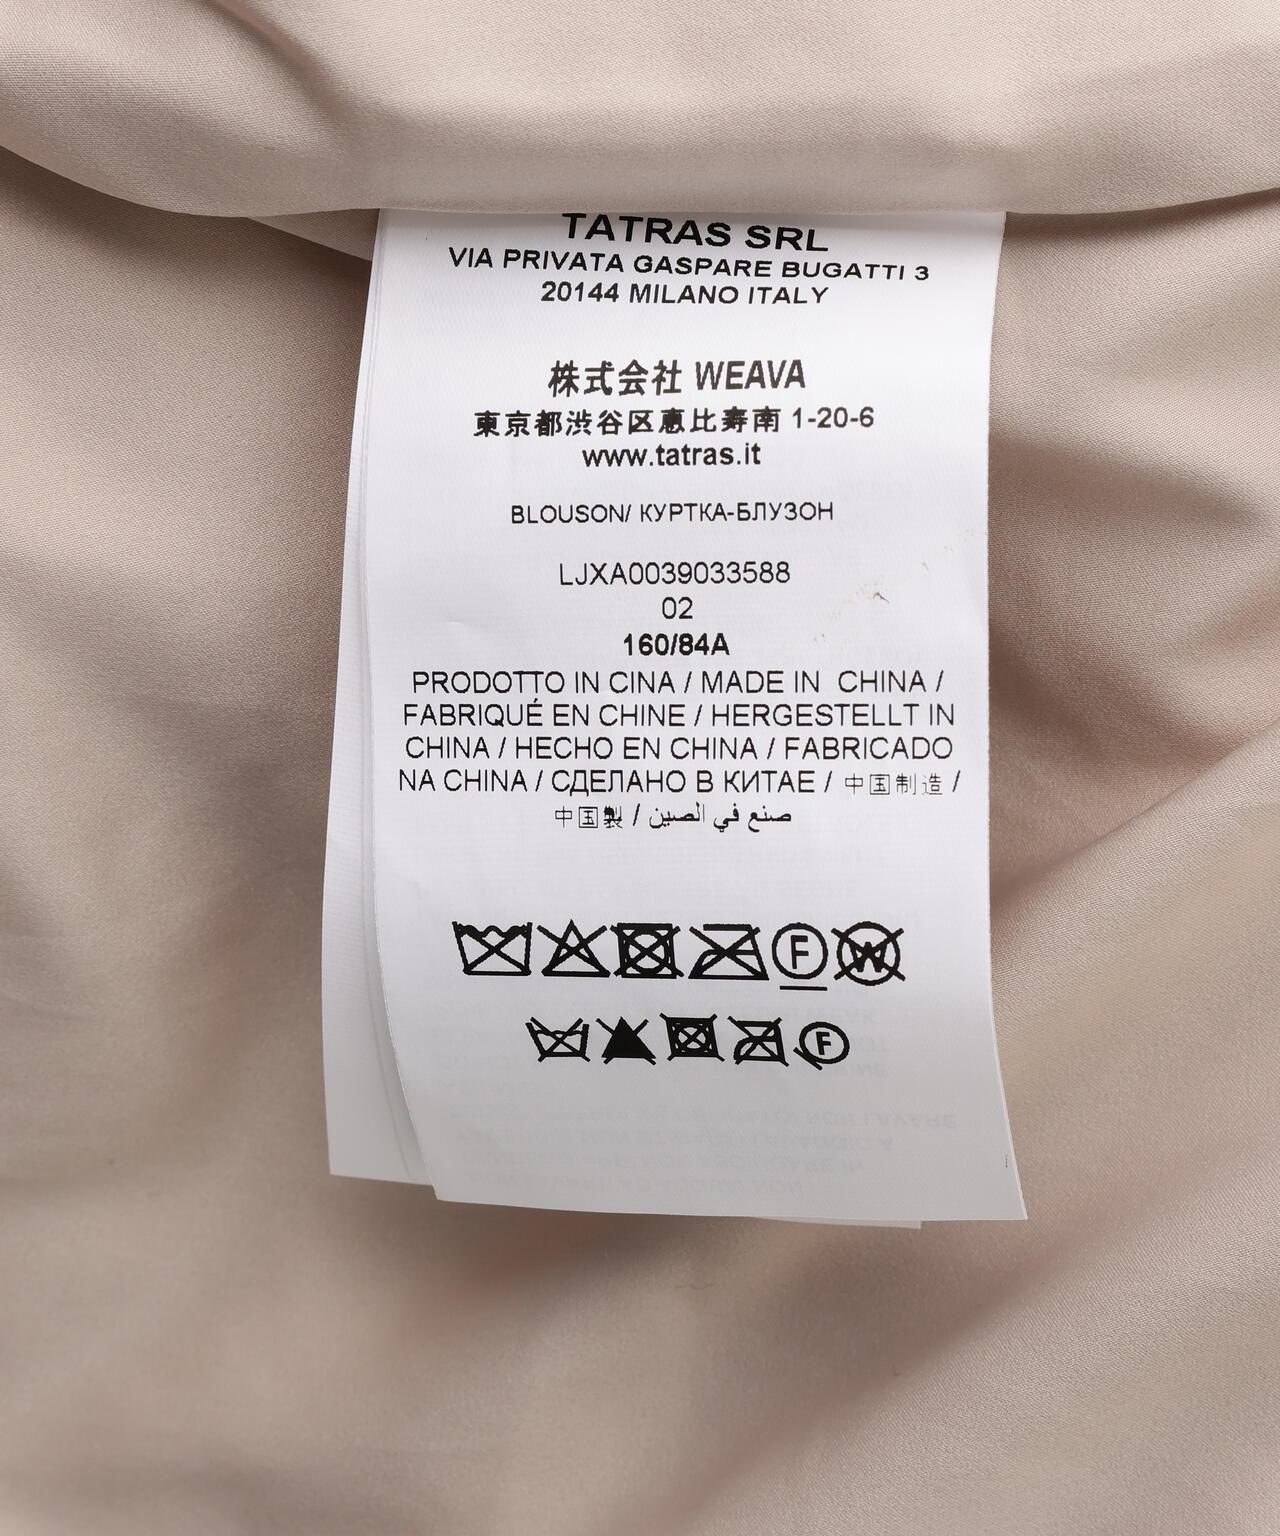 TATRAS SRL
VIA PRIVATA GASPARE BUGATTI 3
20144 MILANO ITALY
株式会社 WEAVA
東京都渋谷区恵比寿南 1-20-6
www.tatras.it
BLOUSON/ КУРТКА-БЛУЗОН
LJXA0039033588
02
160/84A
PRODOTTO IN CINA / MADE IN CHINA /
FABRIQUÉ EN CHINE / HERGESTELLT IN
CHINA / HECHO EN CHINA / FABRICADO
NA CHINA / СДЕЛАНО В КИТАЕ / 中国制造 /
中国製 / صنع في الصين
F W
F